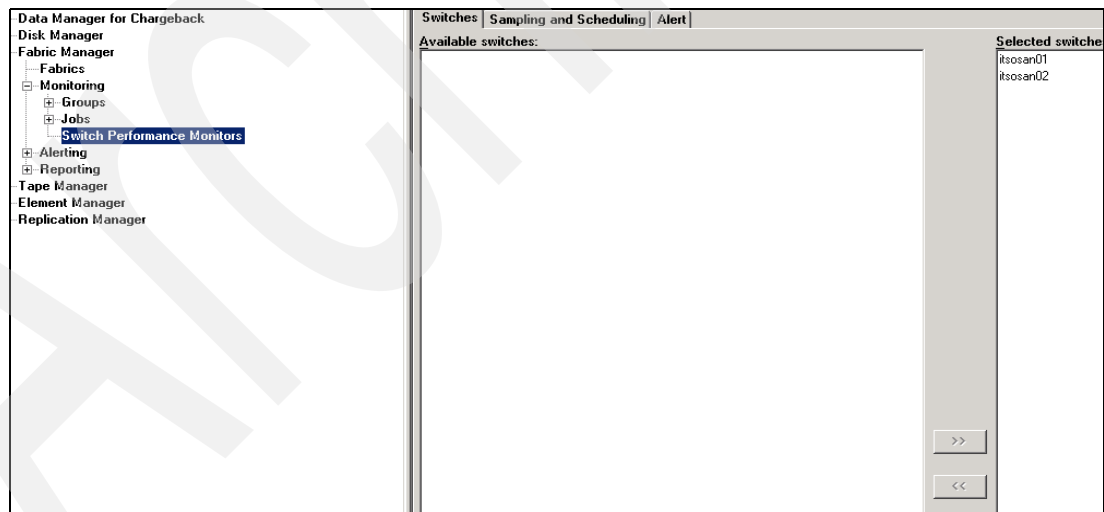 Data Manager for Chargeback
Disk Manager
Fabric Manager
Fabrics
Monitoring
Groups
Jobs
Switch Performance Monitors
Alerting
Reporting
Tape Manager
Element Manager
Replication Manager
Switches
Sampling and Scheduling
Alert
Available switches:
>>
<<
Selected switche
itsosan01
itsosan02